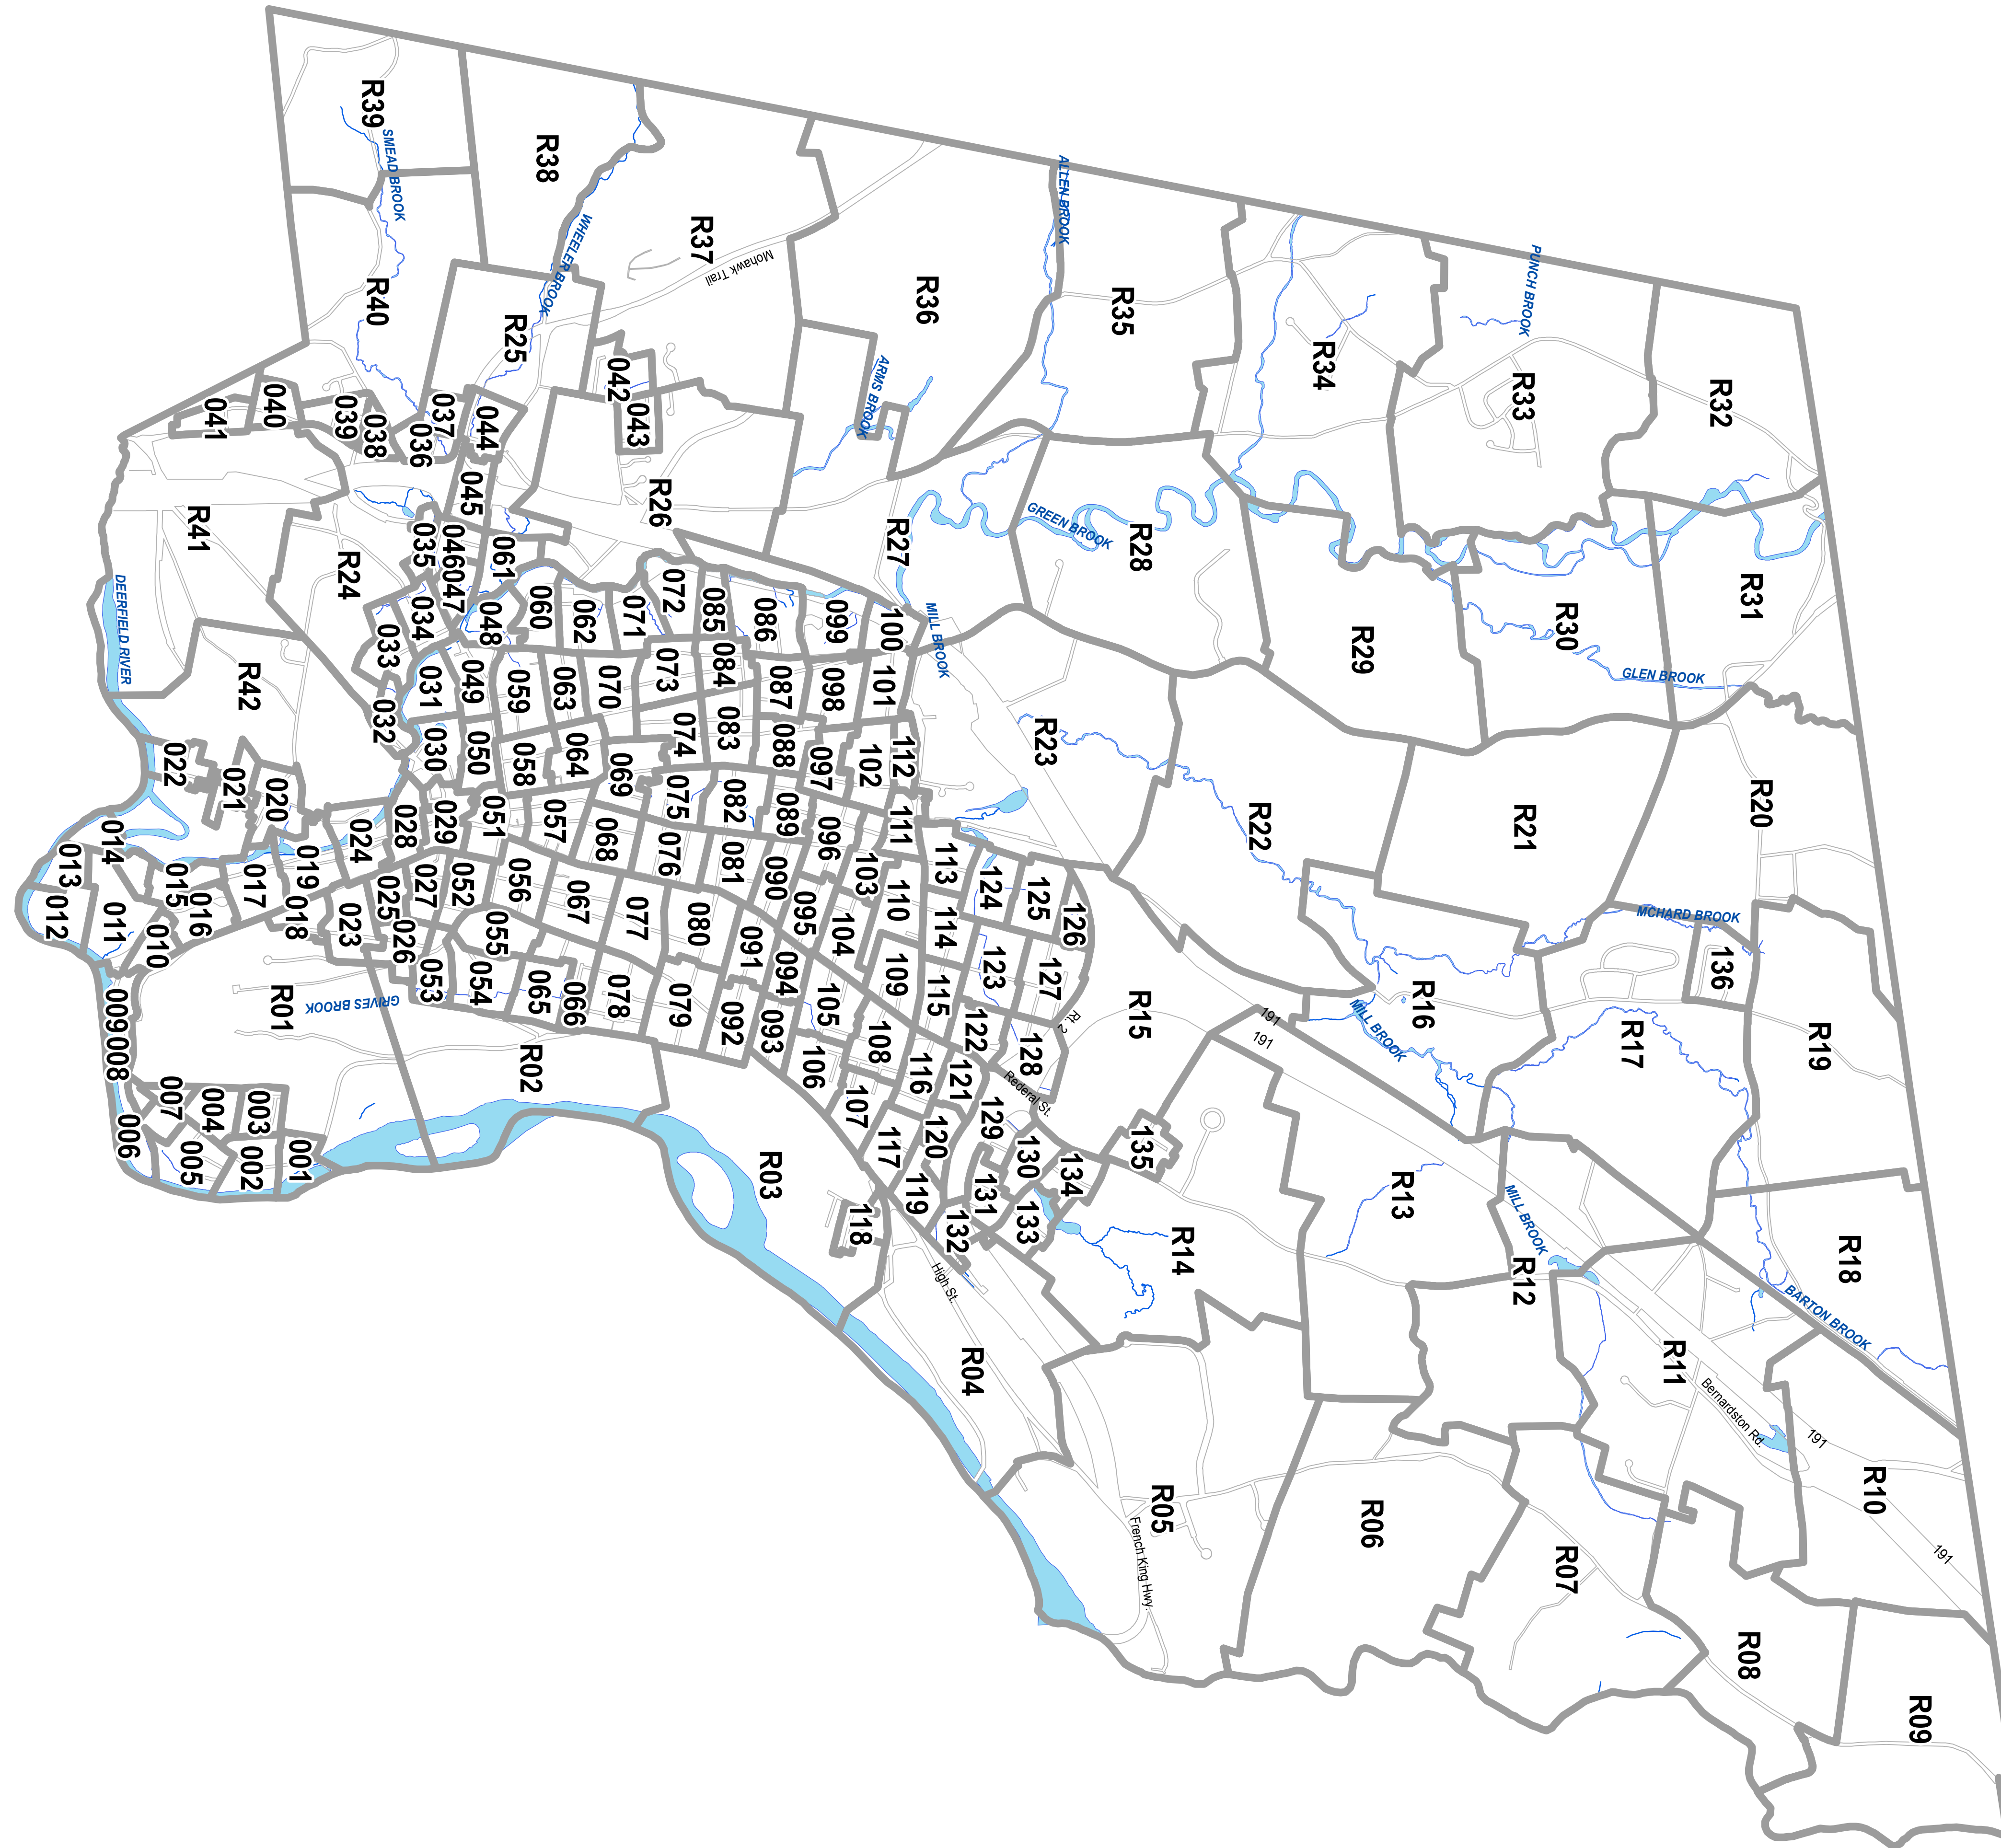 R39
SMEAD BROOK
R38
R37
WHEELER BROOK
Mohawk Trail
R36
ALLEN BROOK
R35
R34
PUNCH BROOK
R33
R32
R40
R25
042
043
ARMS BROOK
041
040
039
038
036
037
044
045
R26
R27
GREEN BROOK
R28
R29
R30
R31
GLEN BROOK
R41
R24
035
046
047
061
034
033
048
060
062
071
072
085
086
099
100
MILL BROOK
DEERFIELD RIVER
R42
032
031
049
059
063
070
073
084
087
098
101
R23
030
050
058
064
069
074
083
088
097
102
112
R22
R21
R20
022
021
020
014
013
012
011
010
015
016
017
019
018
024
028
029
051
057
068
075
082
089
096
111
023
025
026
027
052
056
067
076
081
090
103
110
113
124
125
126
053
054
055
065
066
077
078
080
079
091
092
095
094
093
104
105
106
109
114
115
123
127
MCHARD BROOK
136
R01
GRIVES BROOK
R02
R15
R16
R17
R19
Rt. 2
191
191
MILL BROOK
009
008
007
006
005
004
003
002
001
R03
107
108
116
117
118
119
120
121
122
128
Rederal St.
129
130
131
132
133
134
135
R14
R13
MILL BROOK
R12
R18
BARTON BROOK
High St.
R04
R11
Bernardston Rd.
191
R10
191
R05
French King Hwy.
R06
R07
R08
R09